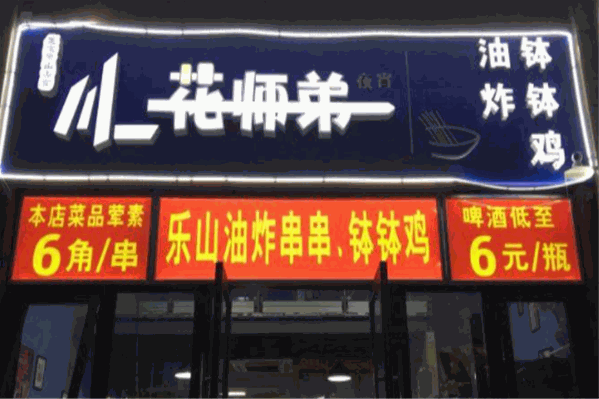 花师弟
夜宵
油炸
钵钵鸡
本店菜品荤素
6角/串
乐山油炸串串、钵钵鸡
啤酒低至
6元/瓶